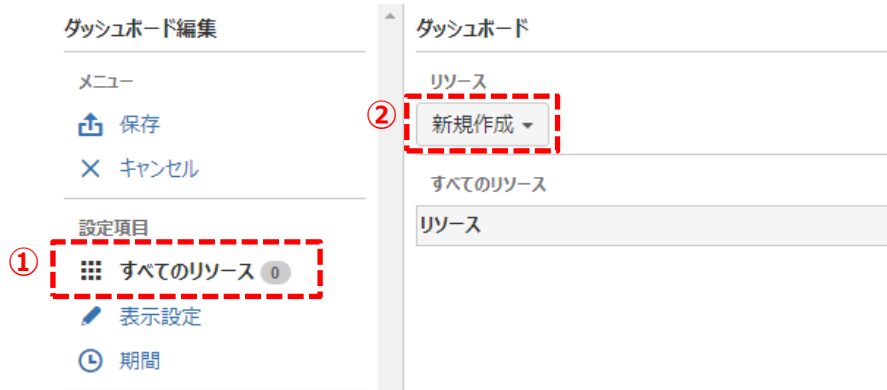 ダッシュボード編集
メニュー
保存
キャンセル
設定項目
① すべてのリソース 0
表示設定
期間
ダッシュボード
リソース
② 新規作成
すべてのリソース
リソース